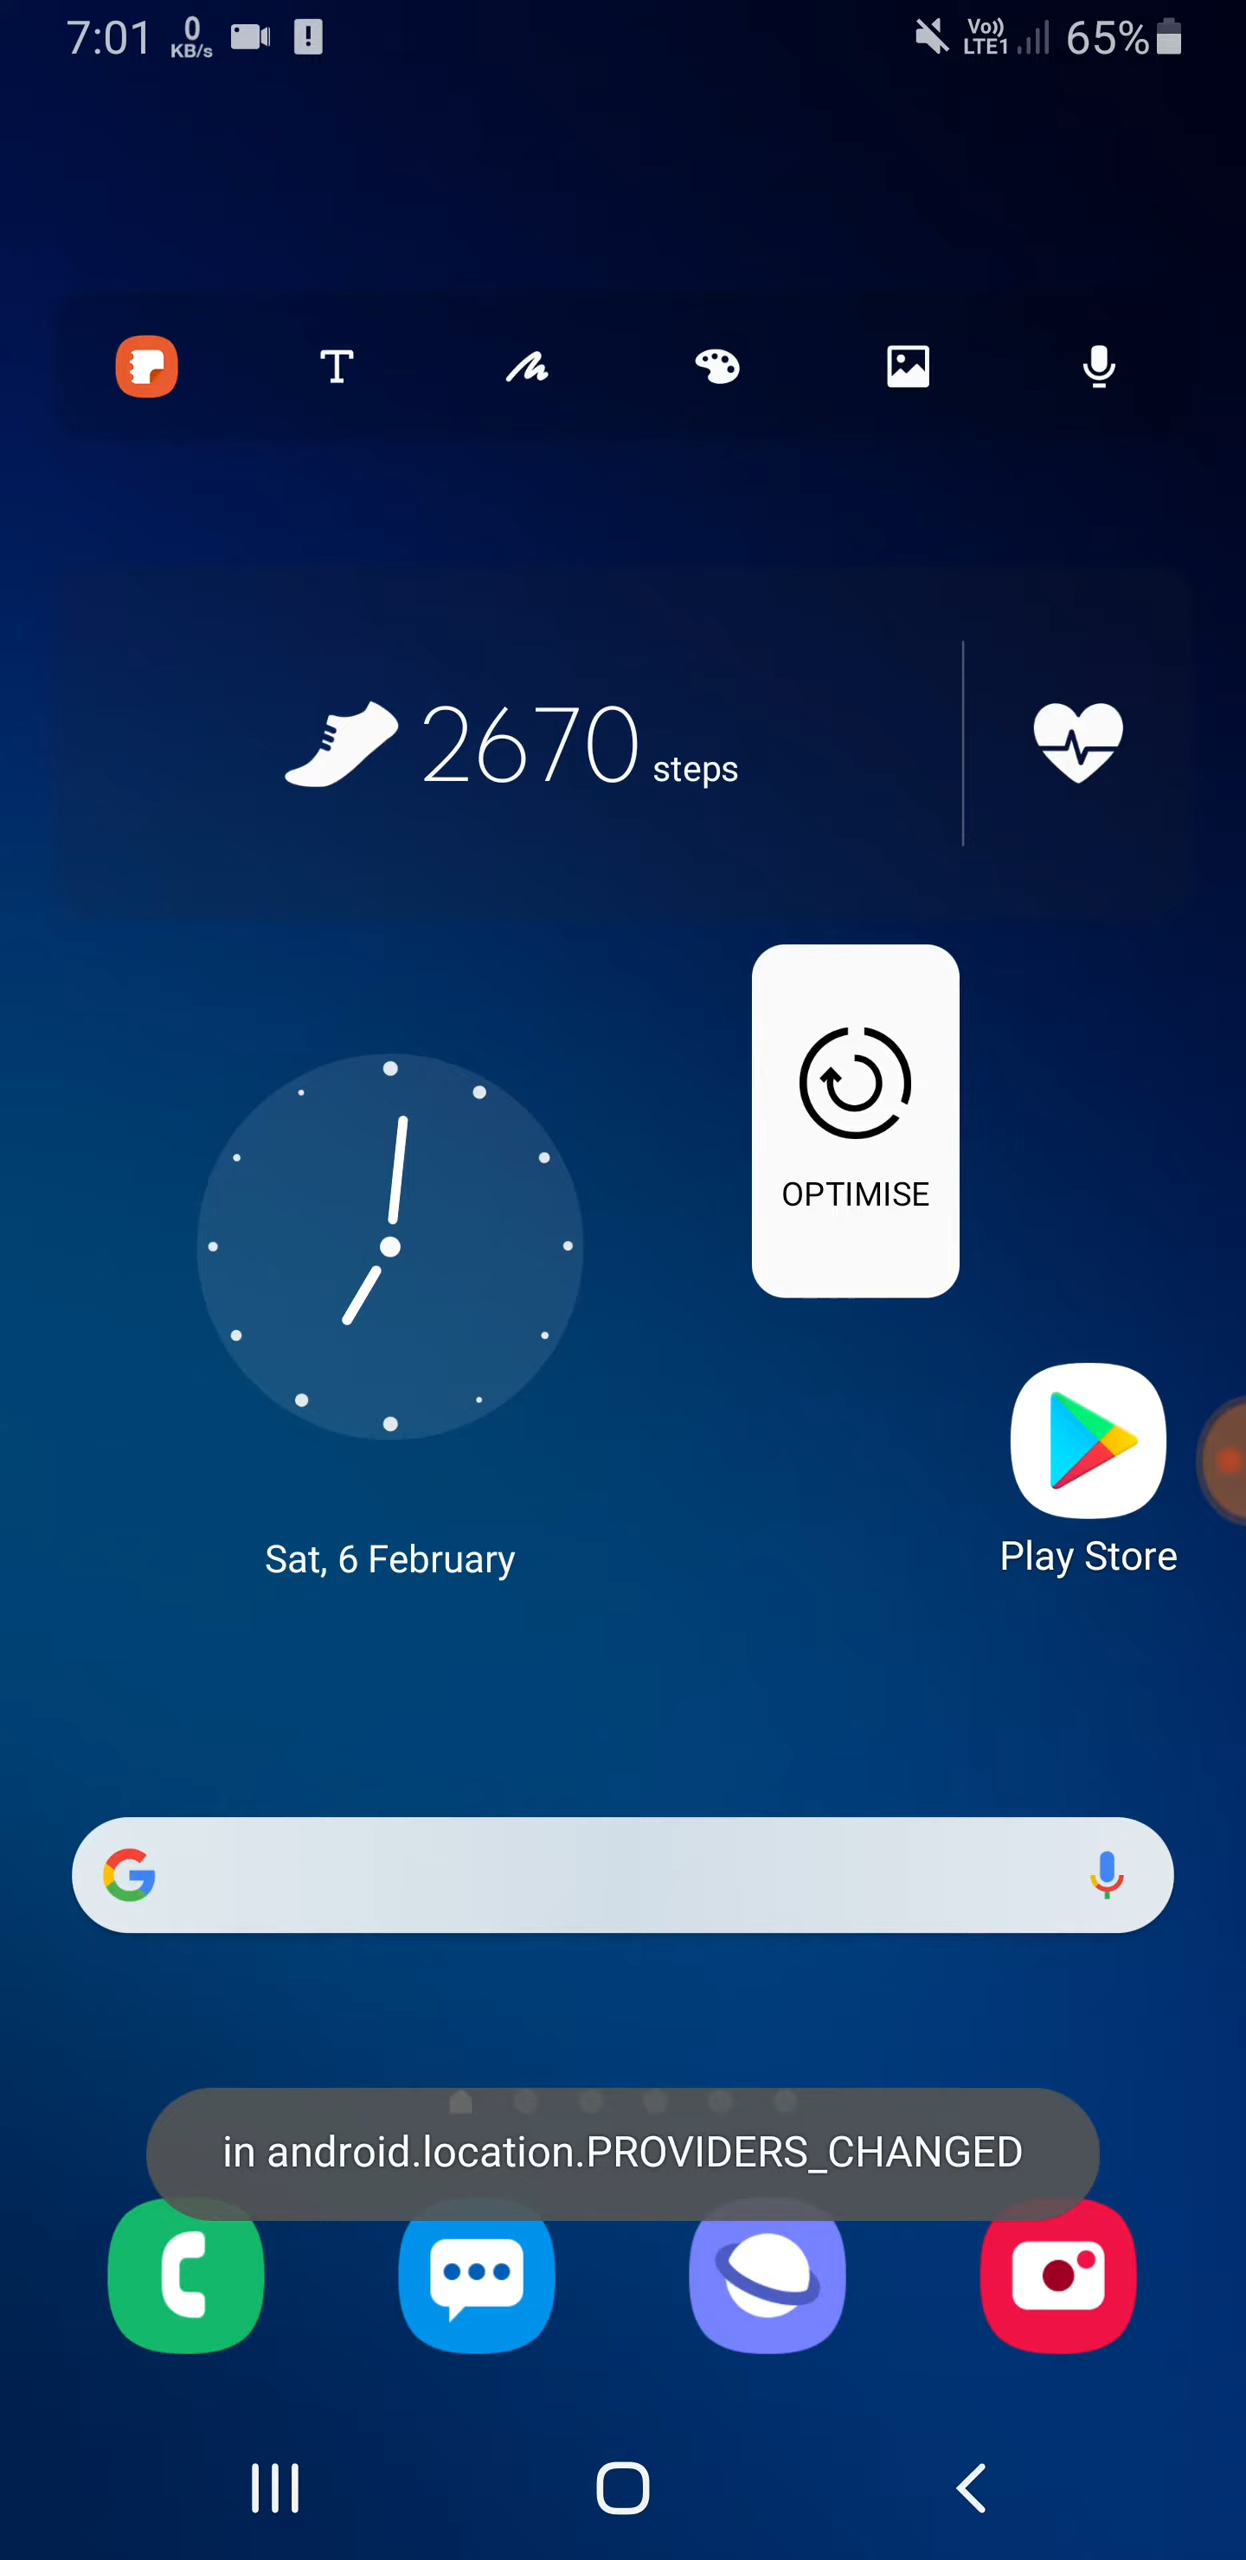 7:01 0 KB/s Vo)) LTE1 65%
T
2670 steps
OPTIMISE
Sat, 6 February
Play Store
in android.location.PROVIDERS_CHANGED